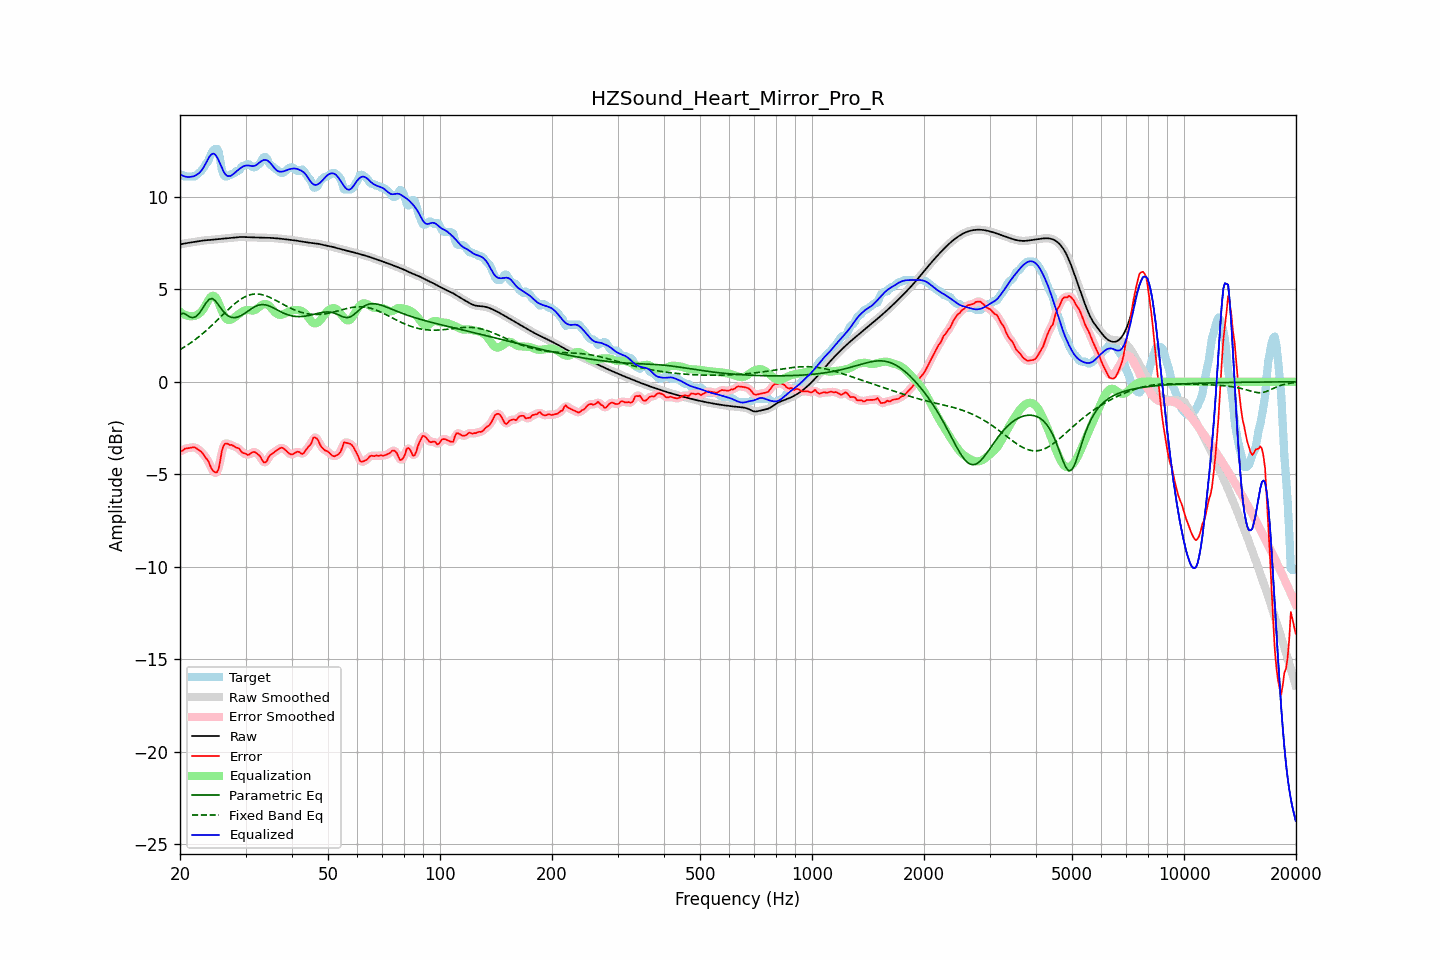 HZSound_Heart_Mirror_Pro_R
Amplitude (dBr)
10
5
0
−5
−10
−15
−20
−25
Target
Raw Smoothed
Error Smoothed
Raw
Error
Equalization
Parametric Eq
Fixed Band Eq
Equalized
20 50 100 200 500 1000 2000 5000 10000 20000
Frequency (Hz)